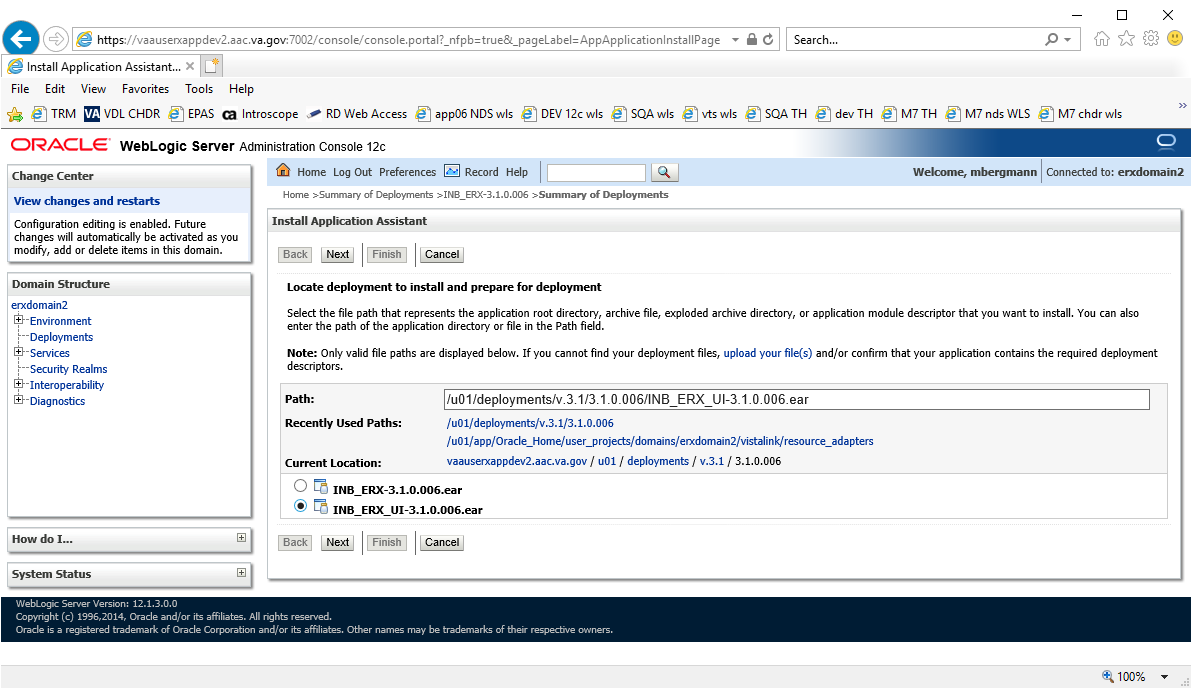 https://vaauserxappdev2.aac.va.gov:7002/console/console.portal?_nfpb=true&_pageLabel=AppApplicationInstallPage
Search...
Install Application Assistant...
File Edit View Favorites Tools Help
TRM VDL CHDR EPAS Introscope RD Web Access app06 NDS wls DEV 12c wls SQA wls vts wls SQA TH dev TH M7 TH M7 nds WLS M7 chdr wls
ORACLE WebLogic Server Administration Console 12c
Change Center
View changes and restarts
Configuration editing is enabled. Future
changes will automatically be activated as you
modify, add or delete items in this domain.
Domain Structure
erxdomain2
Environment
Deployments
Services
Security Realms
Interoperability
Diagnostics
How do I...
System Status
Home Log Out Preferences Record Help
Welcome, mbergmann Connected to: erxdomain2
Home >Summary of Deployments >INB_ERX-3.1.0.006 >Summary of Deployments
Install Application Assistant
Back Next Finish Cancel
Locate deployment to install and prepare for deployment
Select the file path that represents the application root directory, archive file, exploded archive directory, or application module descriptor that you want to install. You can also
enter the path of the application directory or file in the Path field.
Note: Only valid file paths are displayed below. If you cannot find your deployment files, upload your file(s) and/or confirm that your application contains the required deployment
descriptors.
Path: /u01/deployments/v.3.1/3.1.0.006/INB_ERX_UI-3.1.0.006.ear
Recently Used Paths: /u01/deployments/v.3.1/3.1.0.006
/u01/app/Oracle_Home/user_projects/domains/erxdomain2/vistalink/resource_adapters
Current Location: vaauserxappdev2.aac.va.gov / u01 / deployments / v.3.1 / 3.1.0.006
INB_ERX-3.1.0.006.ear
INB_ERX_UI-3.1.0.006.ear
Back Next Finish Cancel
WebLogic Server Version: 12.1.3.0.0
Copyright (c) 1996,2014, Oracle and/or its affiliates. All rights reserved.
Oracle is a registered trademark of Oracle Corporation and/or its affiliates. Other names may be trademarks of their respective owners.
100%